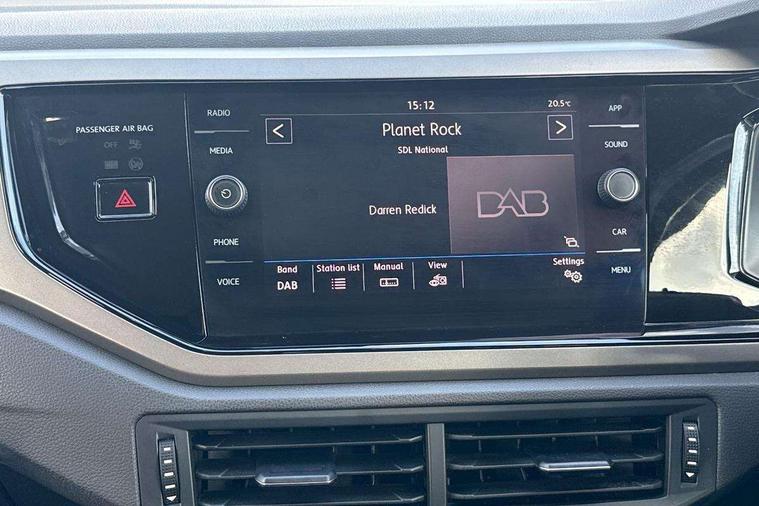 PASSENGER AIR BAG
OFF
RADIO
MEDIA
PHONE
VOICE
15:12
20.5°C
Planet Rock
SDL National
Darren Redick
DAB
Band
DAB
Station list
Manual
View
Settings
APP
SOUND
CAR
MENU